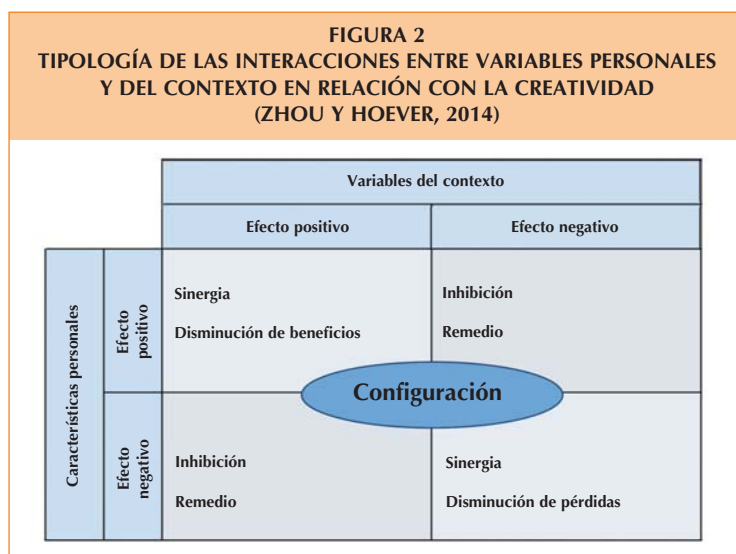 FIGURA 2
TIPOLOGÍA DE LAS INTERACCIONES ENTRE VARIABLES PERSONALES
Y DEL CONTEXTO EN RELACIÓN CON LA CREATIVIDAD
(ZHOU Y HOEVER, 2014)
Variables del contexto
Efecto positivo
Efecto negativo
Características personales
Efecto
positivo
Sinergia
Disminución de beneficios
Inhibición
Remedio
Configuración
Efecto
negativo
Inhibición
Remedio
Sinergia
Disminución de pérdidas